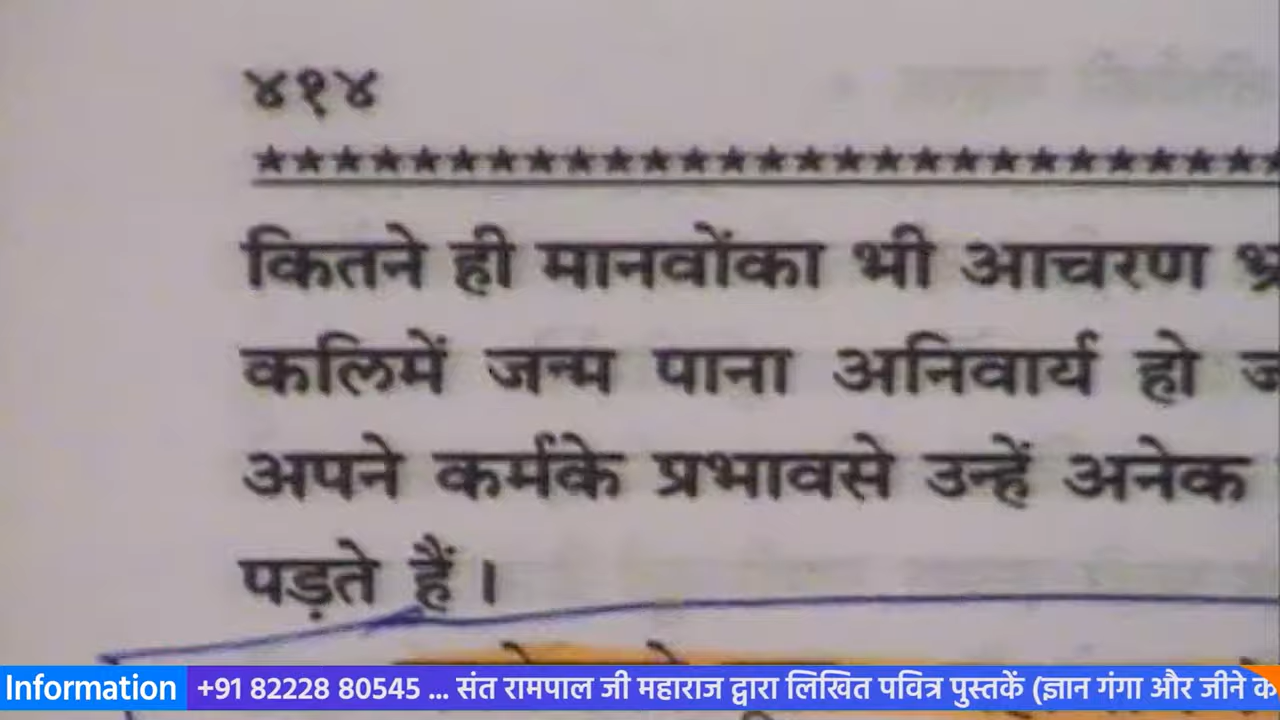 ४१४
★★★★★★★★★★★★★★★★★★★★★★★★★★★
कितने ही मानवोंका भी आचरण
कलिमें जन्म पाना अनिवार्य हो
अपने कर्मके प्रभावसे उन्हें अनेक
पड़ते हैं।
Information +91 82228 80545 ... संत रामपाल जी महाराज द्वारा लिखित पवित्र पुस्तकें (ज्ञान गंगा और जीने